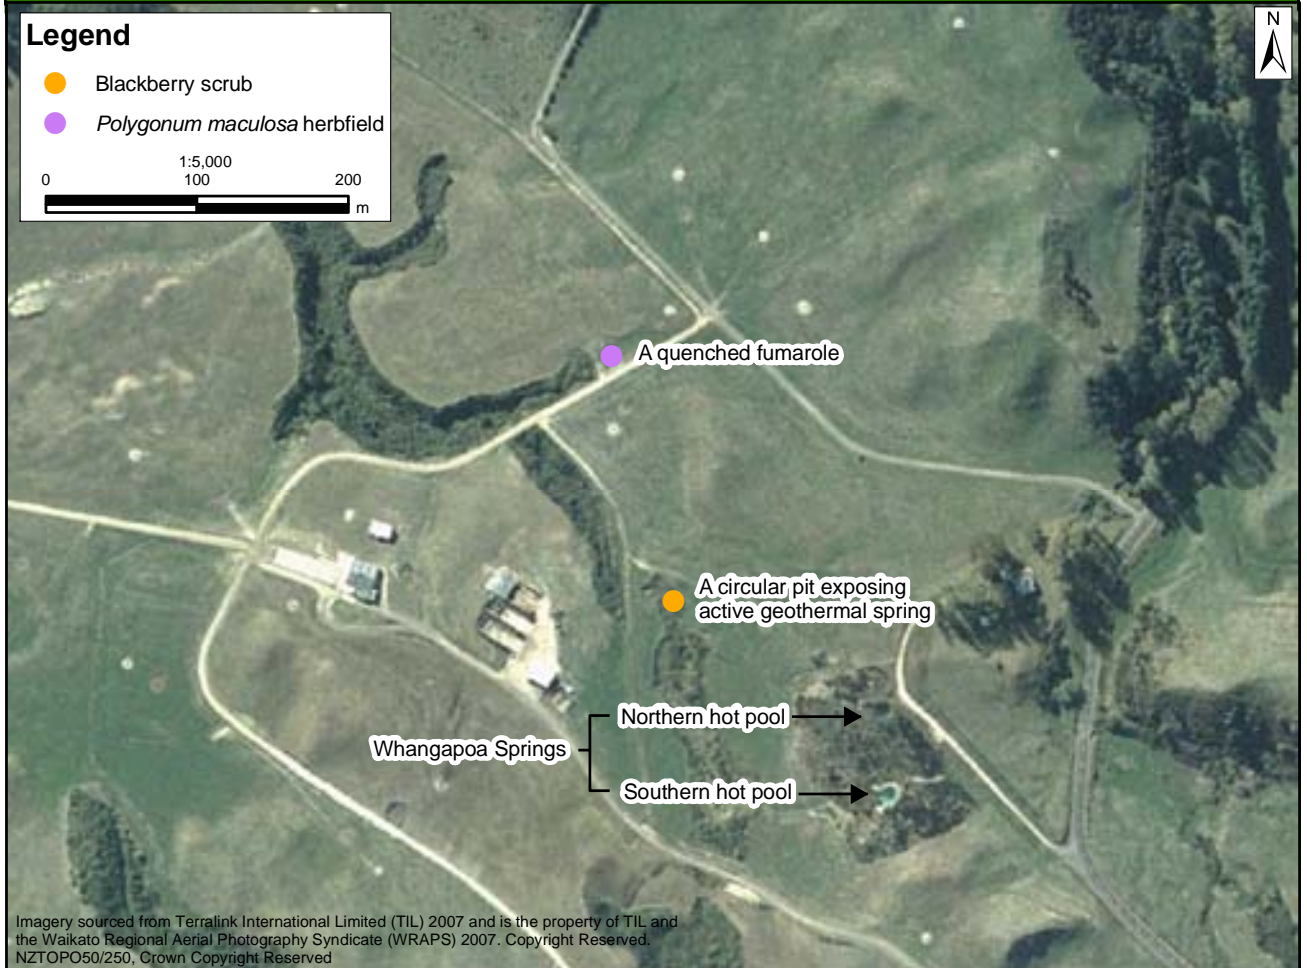 Legend
N
Blackberry scrub
Polygonum maculosa herbfield
1:5,000
0 100 200
m
A quenched fumarole
A circular pit exposing
active geothermal spring
Northern hot pool
Whangapoa Springs
Southern hot pool
Imagery sourced from Terralink International Limited (TIL) 2007 and is the property of TIL and
the Waikato Regional Aerial Photography Syndicate (WRAPS) 2007. Copyright Reserved.
NZTOPO50/250, Crown Copyright Reserved